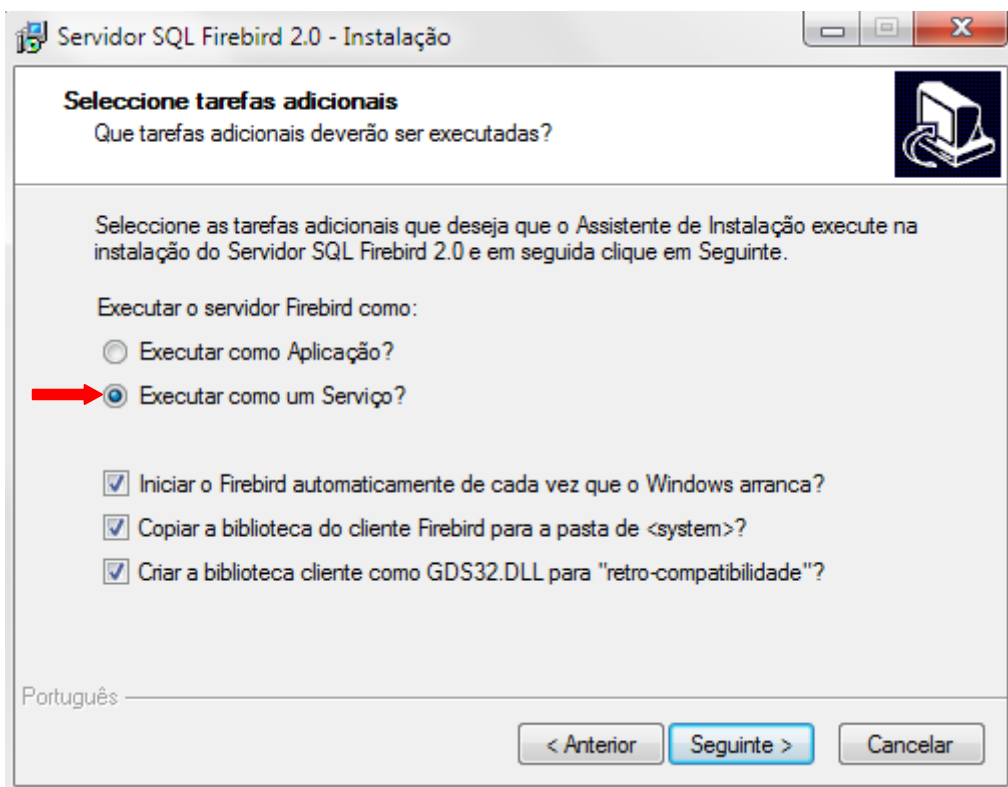 Servidor SQL Firebird 2.0 - Instalação
Seleccione tarefas adicionais
Que tarefas adicionais deverão ser executadas?
Seleccione as tarefas adicionais que deseja que o Assistente de Instalação execute na
instalação do Servidor SQL Firebird 2.0 e em seguida clique em Seguinte.
Executar o servidor Firebird como:
Executar como Aplicação?
Executar como um Serviço?
Iniciar o Firebird automaticamente de cada vez que o Windows arranca?
Copiar a biblioteca do cliente Firebird para a pasta de <system>?
Criar a biblioteca cliente como GDS32.DLL para "retro-compatibilidade"?
Português
< Anterior
Seguinte >
Cancelar